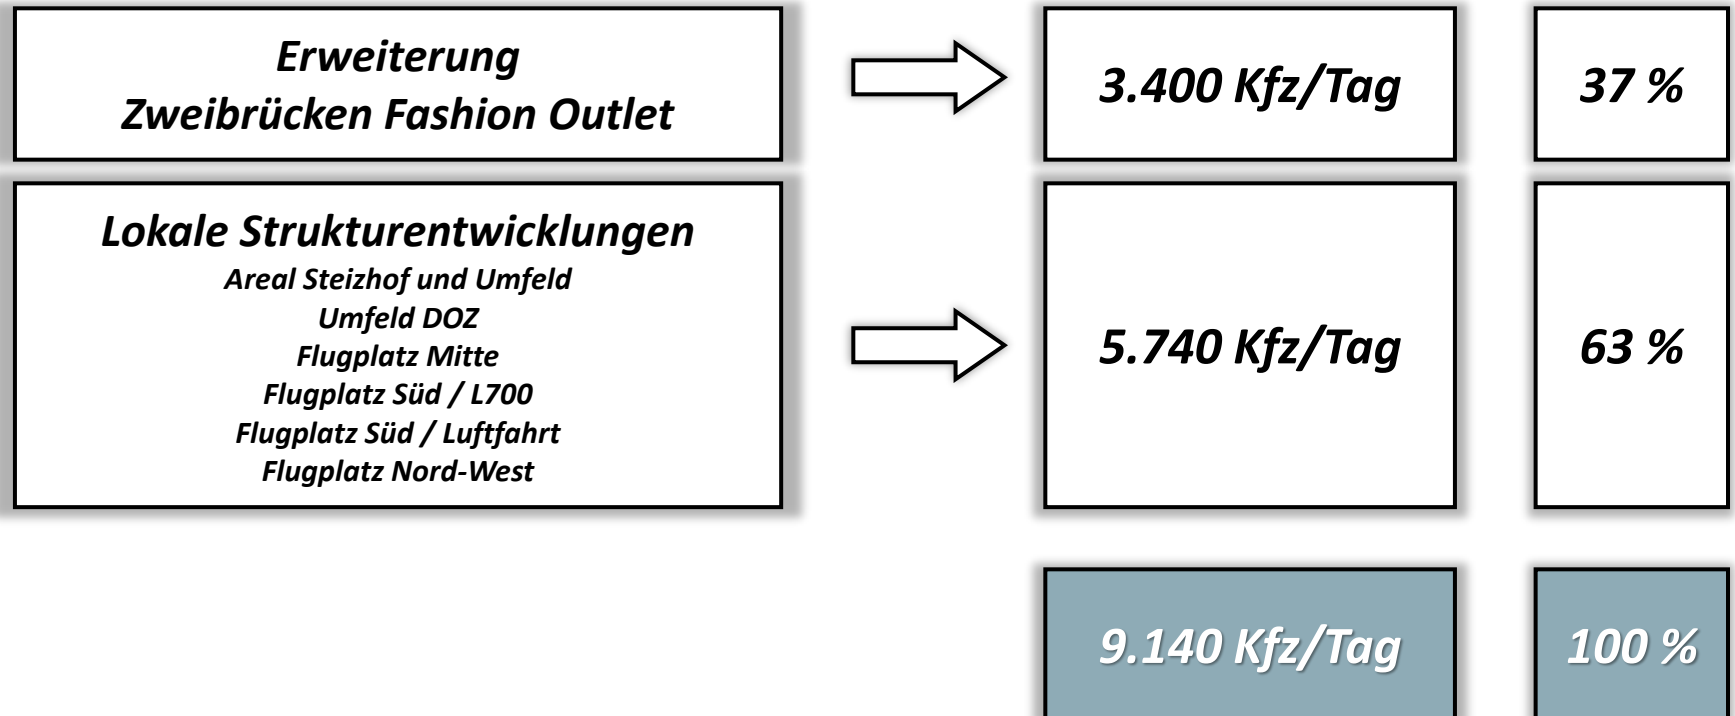 Erweiterung
Zweibrücken Fashion Outlet
3.400 Kfz/Tag
37 %
Lokale Strukturentwicklungen
Areal Steizhof und Umfeld
Umfeld DOZ
Flugplatz Mitte
Flugplatz Süd / L700
Flugplatz Süd / Luftfahrt
Flugplatz Nord-West
5.740 Kfz/Tag
63 %
9.140 Kfz/Tag
100 %